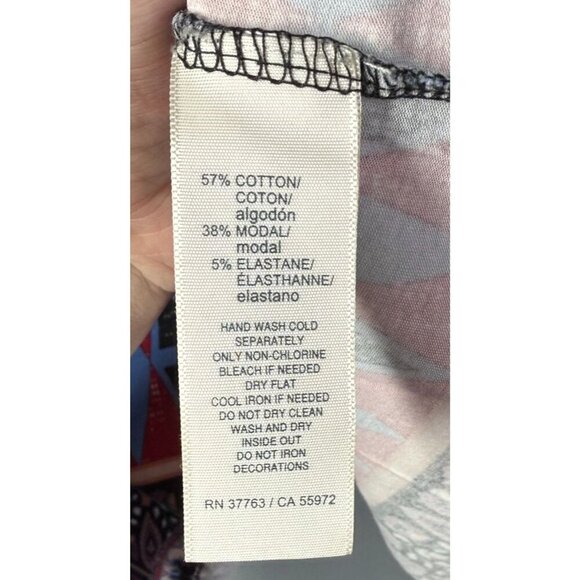 57% COTTON/
COTON/
algodón
38% MODAL/
modal
5% ELASTANE/
ÉLASTHANNE/
elastano
HAND WASH COLD
SEPARATELY
ONLY NON-CHLORINE
BLEACH IF NEEDED
DRY FLAT
COOL IRON IF NEEDED
DO NOT DRY CLEAN
WASH AND DRY
INSIDE OUT
DO NOT IRON
DECORATIONS
RN 37763 / CA 55972